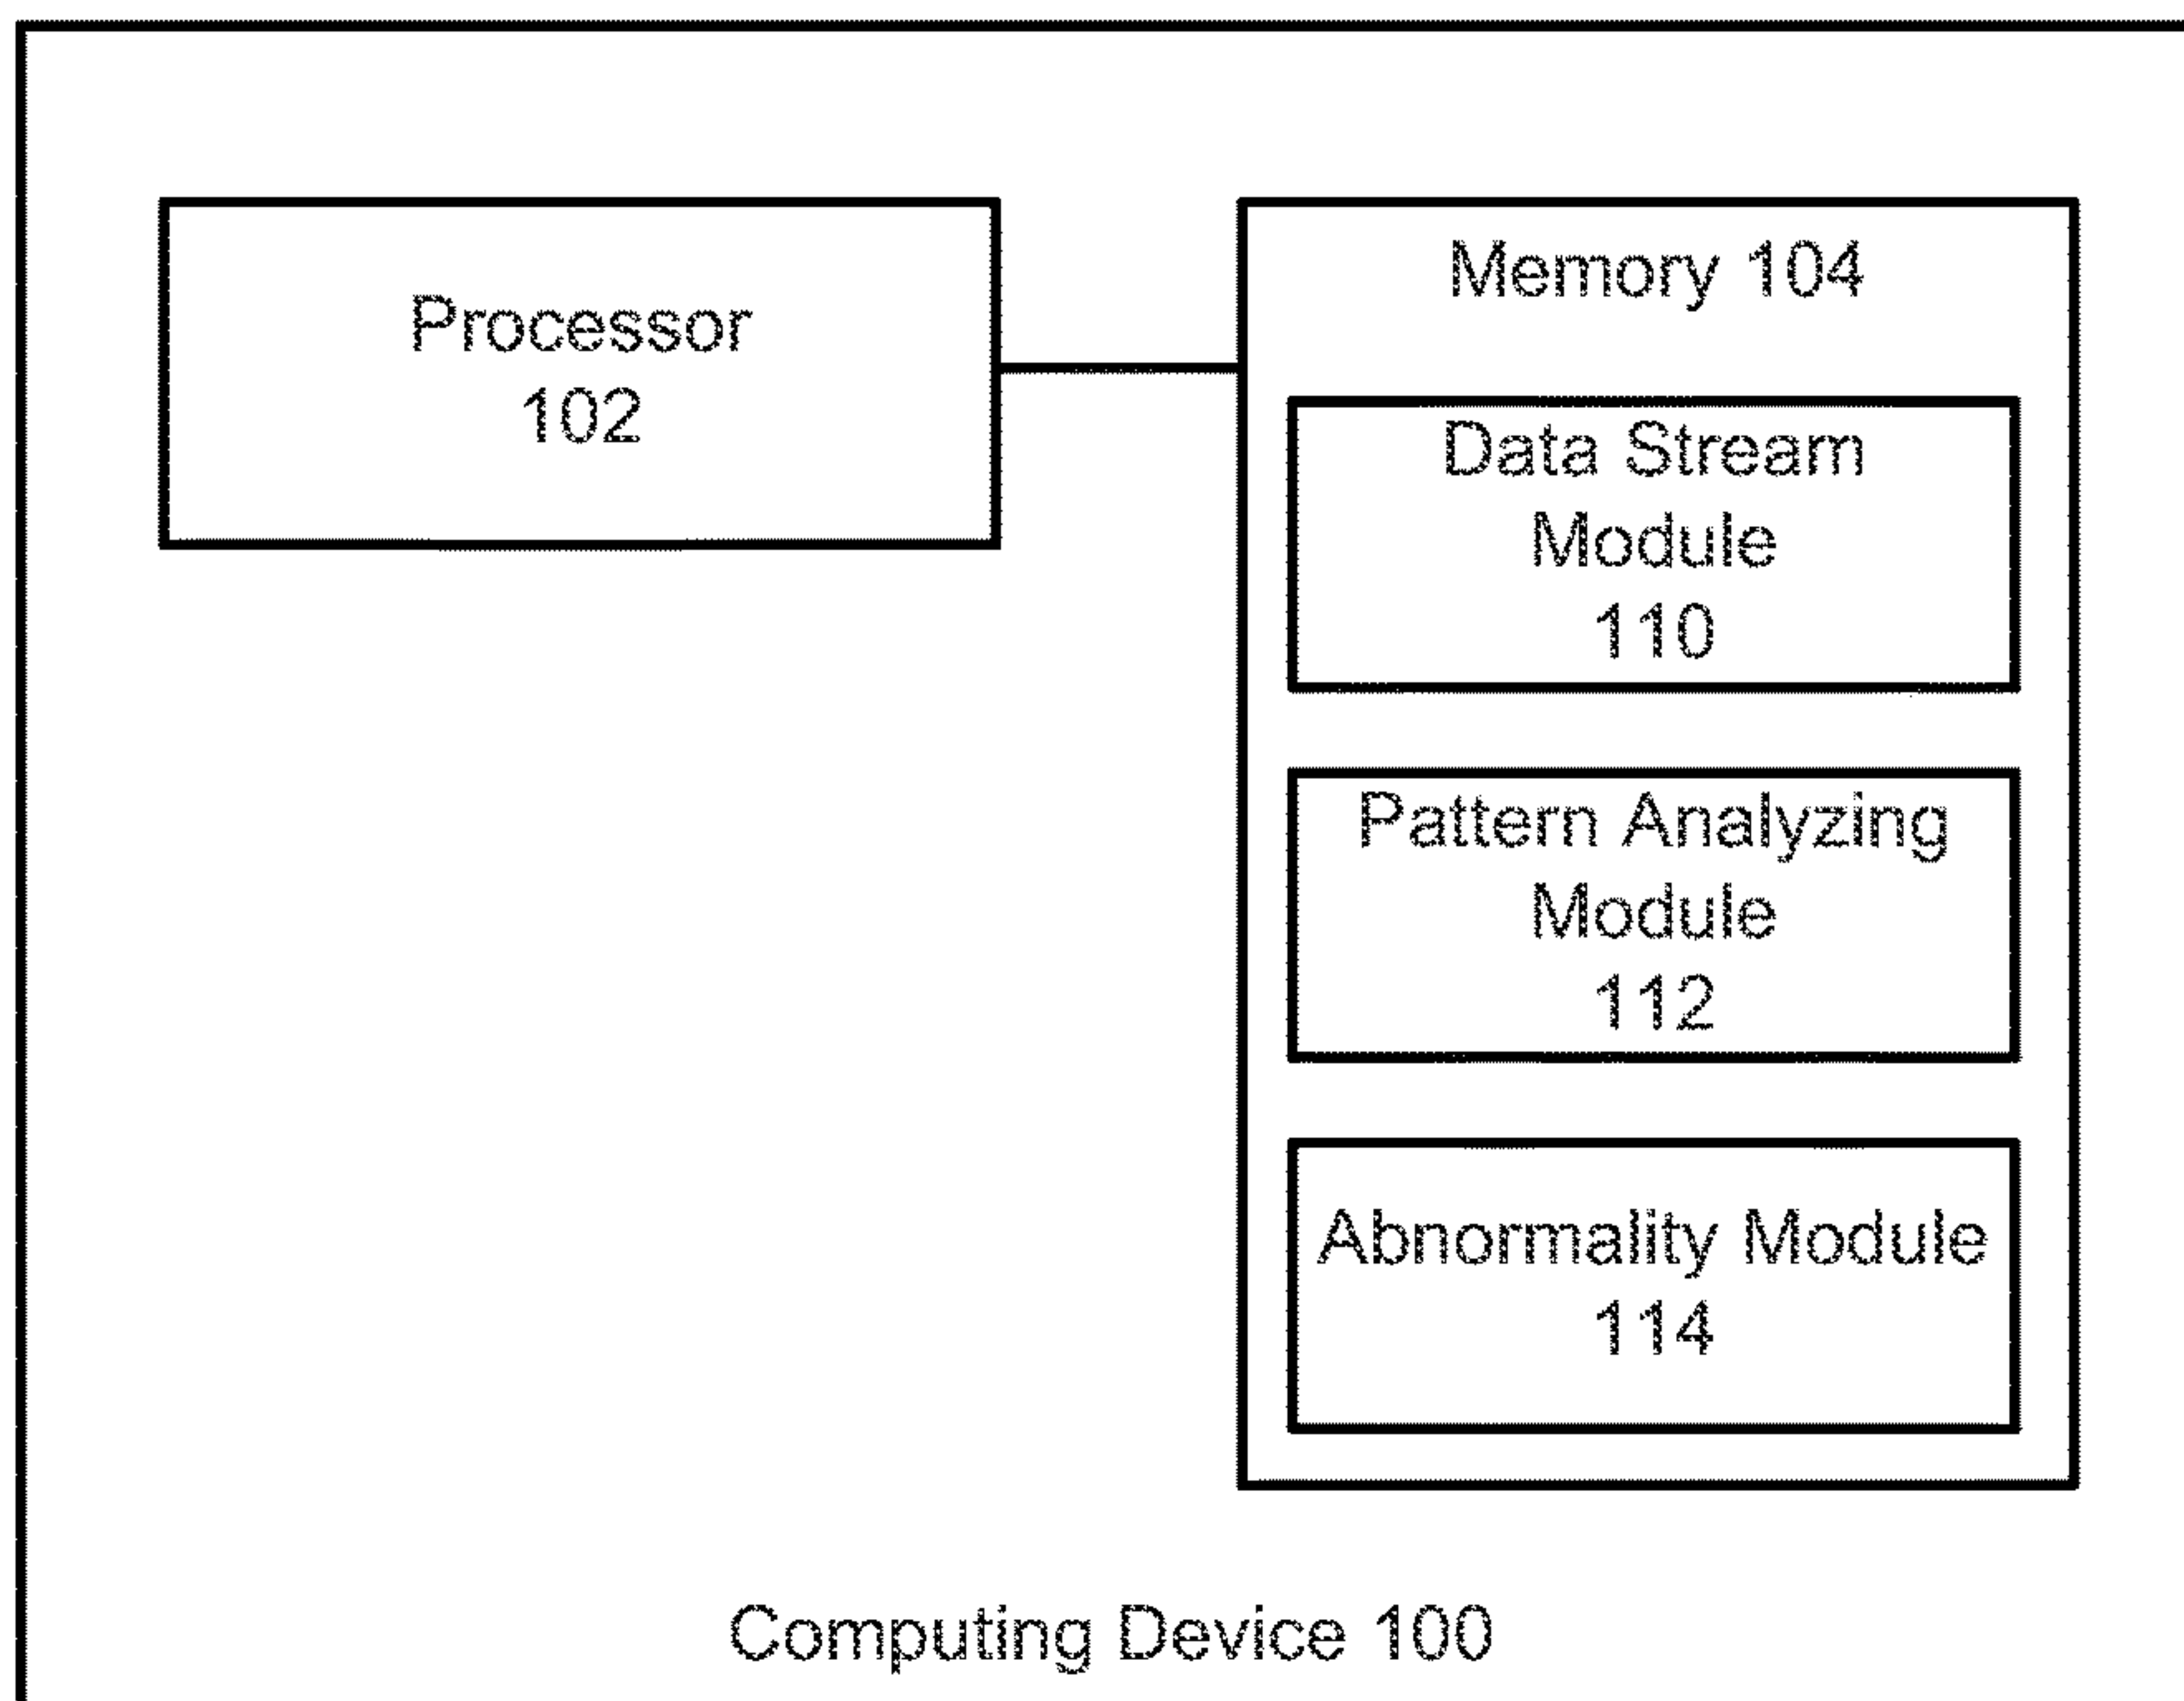 Processor
102
Memory 104
Data Stream
Module
110
Pattern Analyzing
Module
112
Abnormality Module
114
Computing Device 100